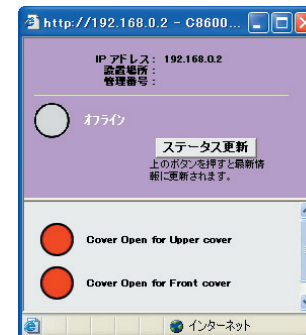 http://192.168.0.2 - C8600...
IP アドレス： 192.168.0.2
設置場所：
管理番号：
オフライン
ステータス更新
上のボタンを押すと最新情
報に更新されます。
Cover Open for Upper cover
Cover Open for Front cover
インターネット